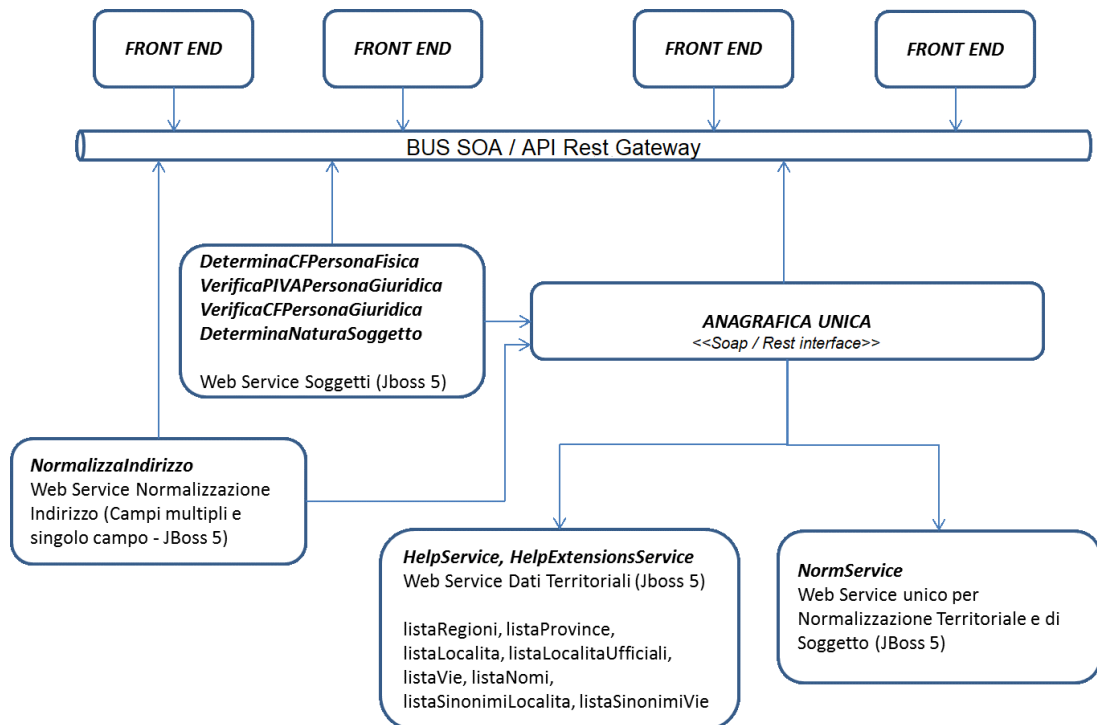 FRONT END
FRONT END
FRONT END
FRONT END
BUS SOA / API Rest Gateway
DeterminaCFPersonaFisica
VerificaPIVAPersonaGiuridica
VerificaCFPersonaGiuridica
DeterminaNaturaSoggetto
Web Service Soggetti (Jboss 5)
ANAGRAFICA UNICA
<<Soap / Rest interface>>
NormalizzaIndirizzo
Web Service Normalizzazione
Indirizzo (Campi multipli e
singolo campo - JBoss 5)
HelpService, HelpExtensionsService
Web Service Dati Territoriali (Jboss 5)
listaRegioni, listaProvince,
listaLocalita, listaLocalitaUfficiali,
listaVie, listaNomi,
listaSinonimiLocalita, listaSinonimiVie
NormService
Web Service unico per
Normalizzazione Territoriale e di
Soggetto (JBoss 5)